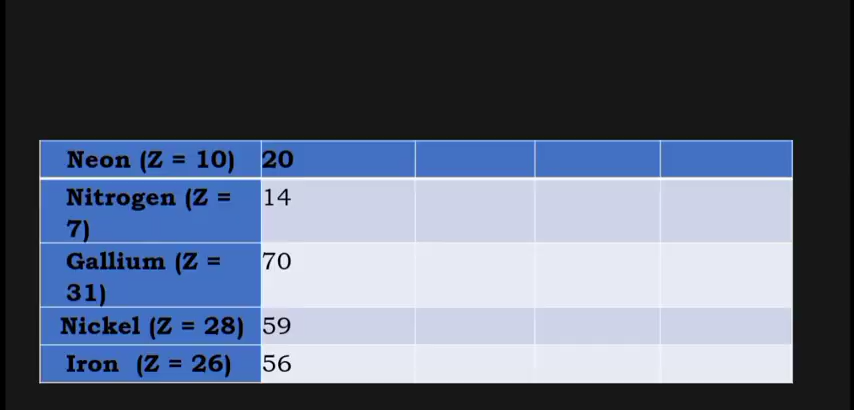 Neon (Z = 10) 20
Nitrogen (Z = 14
7)
Gallium (Z = 70
31)
Nickel (Z = 28) 59
Iron (Z = 26) 56